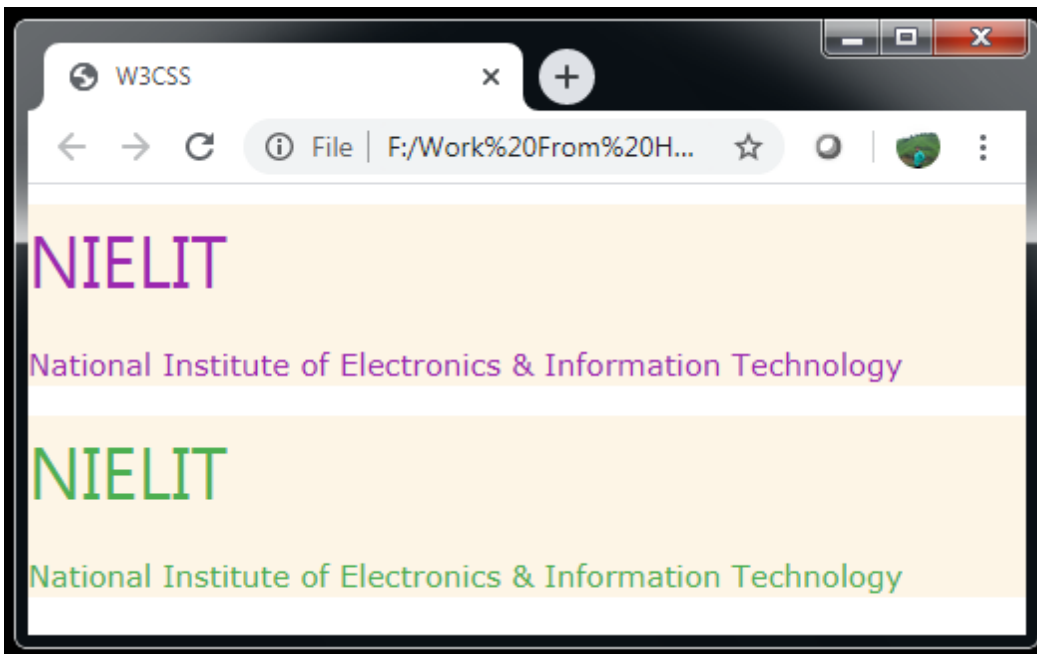 W3CSS
File F:/Work%20From%20H...
NIELIT
National Institute of Electronics & Information Technology
NIELIT
National Institute of Electronics & Information Technology